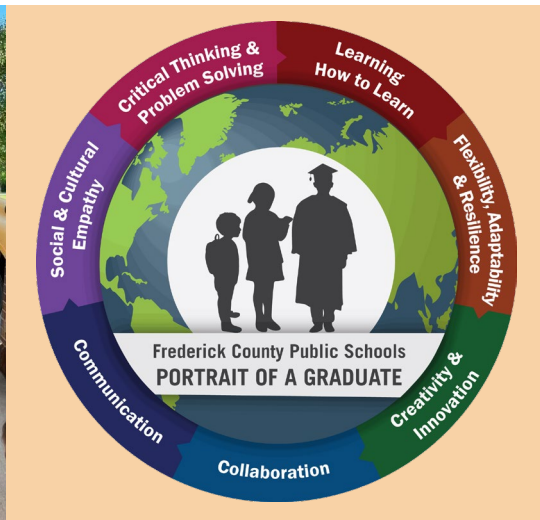 Critical Thinking &
Problem Solving
Learning
How to Learn
Flexibility, Adaptability
& Resilience
Creativity &
Innovation
Collaboration
Communication
Social & Cultural
Empathy
Frederick County Public Schools
PORTRAIT OF A GRADUATE